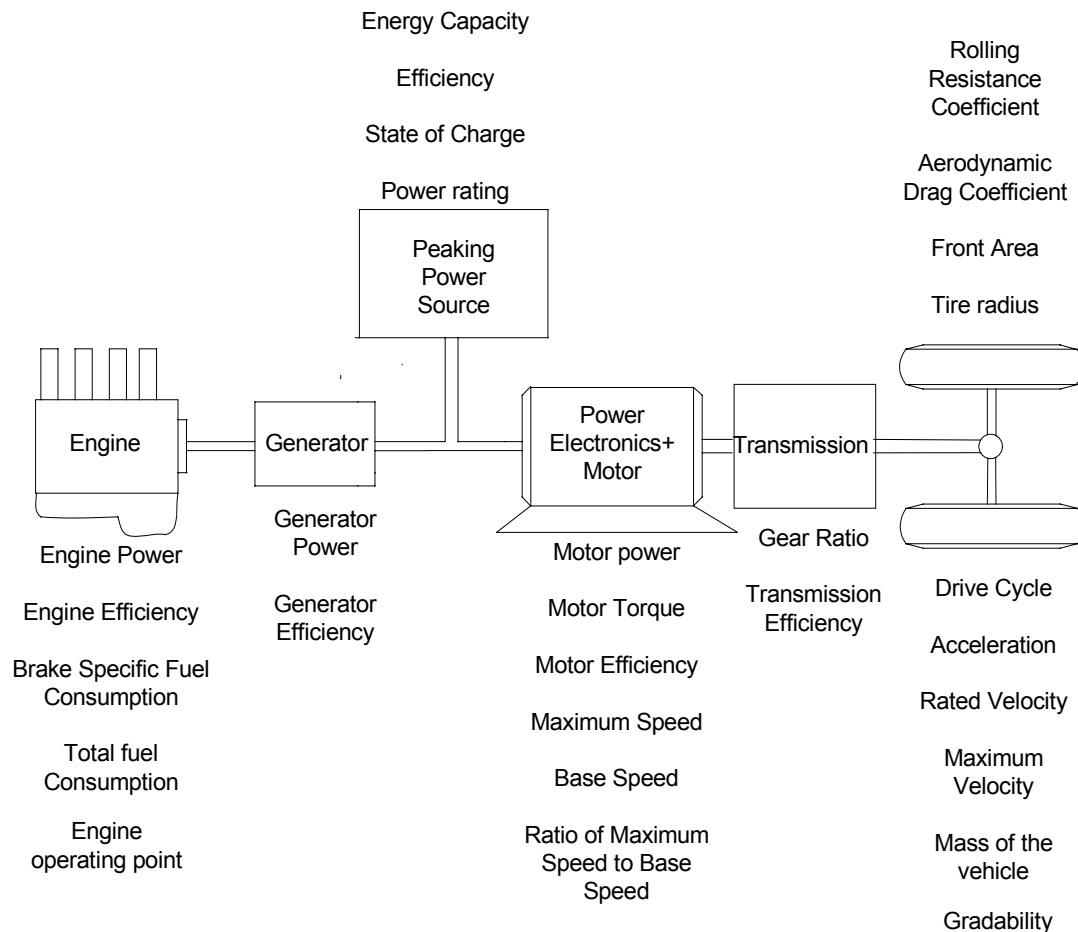 Energy Capacity
Efficiency
State of Charge
Power rating
Peaking
Power
Source
Rolling
Resistance
Coefficient
Aerodynamic
Drag Coefficient
Front Area
Tire radius
Engine
Generator
Power
Electronics+
Motor
Transmission
Engine Power
Engine Efficiency
Brake Specific Fuel
Consumption
Total fuel
Consumption
Engine
operating point
Generator
Power
Generator
Efficiency
Motor power
Motor Torque
Motor Efficiency
Maximum Speed
Base Speed
Ratio of Maximum
Speed to Base
Speed
Gear Ratio
Transmission
Efficiency
Drive Cycle
Acceleration
Rated Velocity
Maximum
Velocity
Mass of the
vehicle
Gradability